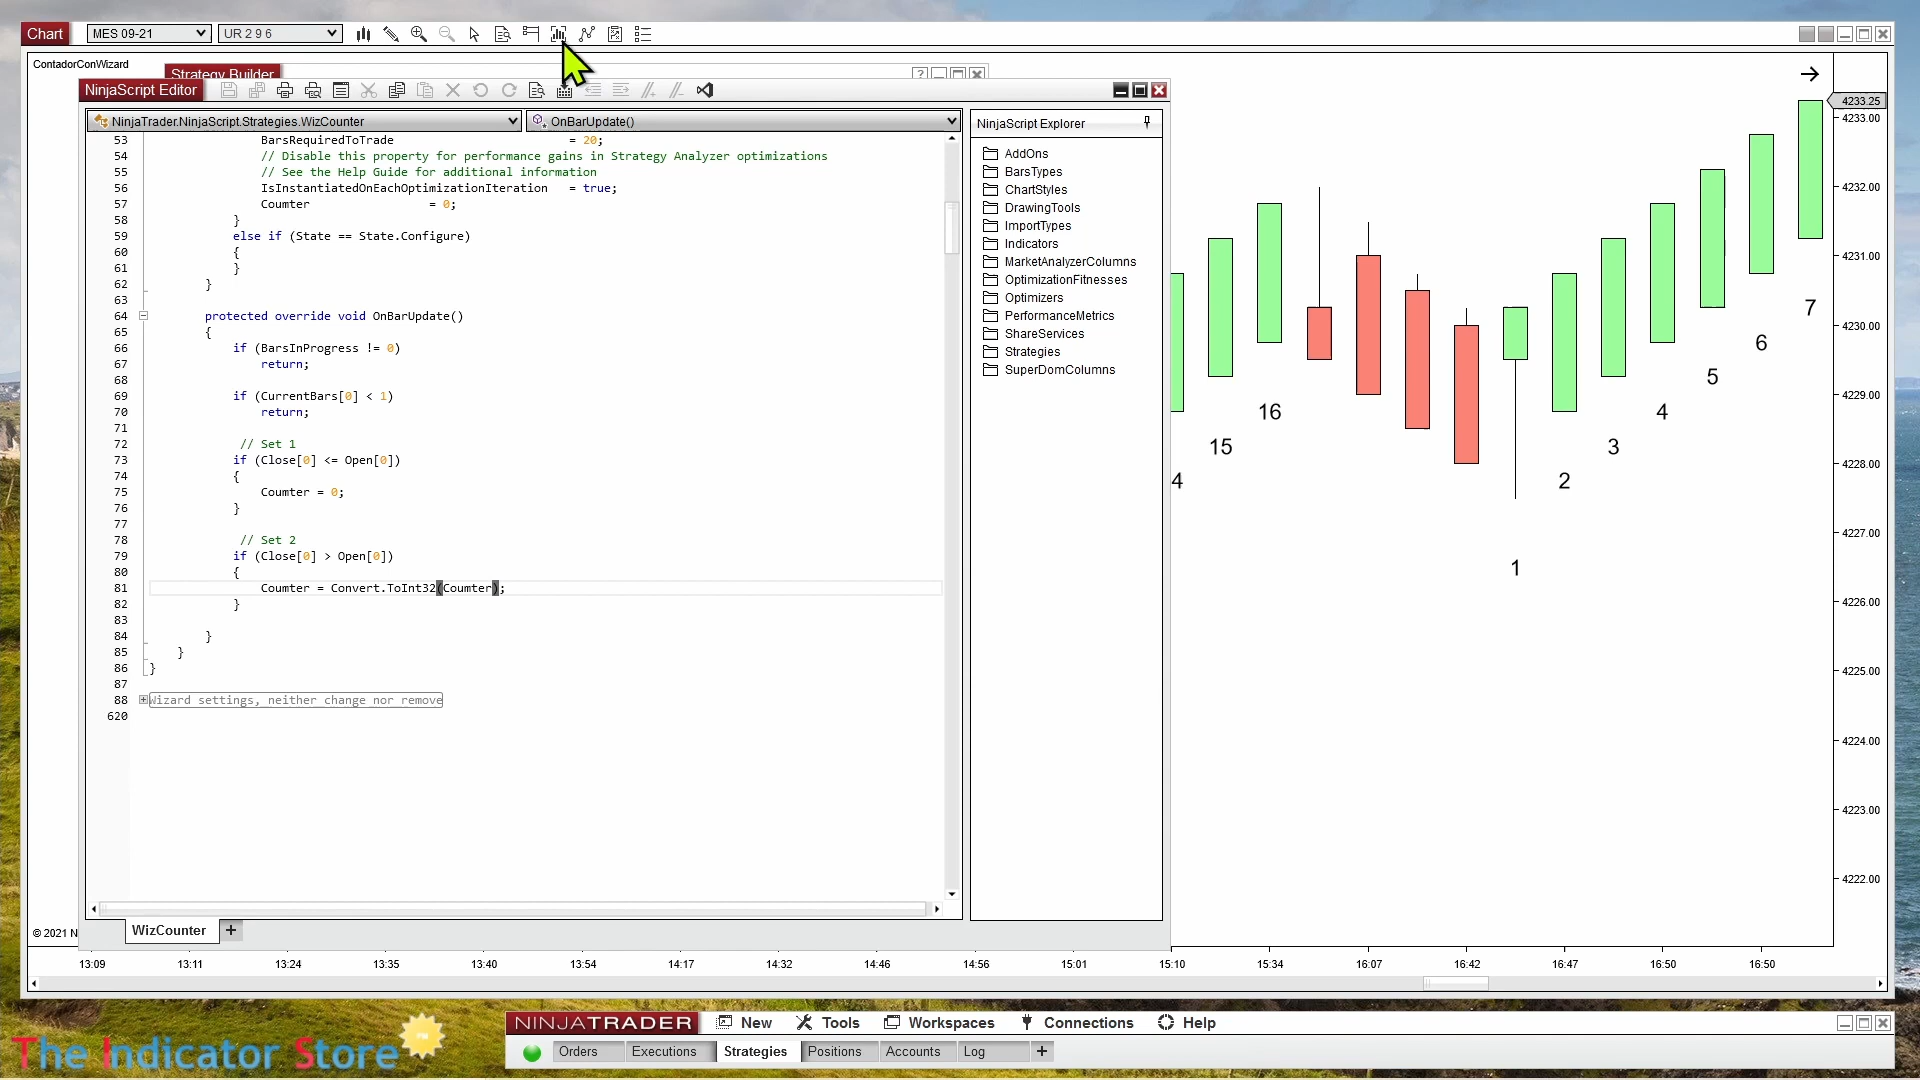 Chart
MES 09-21
UR 2 9 6
ContadorConWizard
Strategy Builder
?
NinjaScript Editor
NinjaTrader.NinjaScript.Strategies.WizCounter
OnBarUpdate()
53 BarsRequiredToTrade = 20;
54 // Disable this property for performance gains in Strategy Analyzer optimizations
55 // See the Help Guide for additional information
56 IsInstantiatedOnEachOptimizationIteration = true;
57 Counter = 0;
58 }
59 else if (State == State.Configure)
60 {
61 }
62 }
63
64 protected override void OnBarUpdate()
65 {
66 if (BarsInProgress != 0)
67 return;
68
69 if (CurrentBars[0] < 1)
70 return;
71
72 // Set 1
73 if (Close[0] <= Open[0])
74 {
75 Counter = 0;
76 }
77
78 // Set 2
79 if (Close[0] > Open[0])
80 {
81 Counter = Convert.ToInt32(Counter);
82 }
83
84 }
85 }
86 }
87
88 Wizard settings, neither change nor remove
620
WizCounter
+
NinjaScript Explorer
AddOns
BarsTypes
ChartStyles
DrawingTools
ImportTypes
Indicators
MarketAnalyzerColumns
OptimizationFitnesses
Optimizers
PerformanceMetrics
ShareServices
Strategies
SuperDomColumns
4
15
16
1
2
3
4
5
6
7
4233.25
4233.00
4232.00
4231.00
4230.00
4229.00
4228.00
4227.00
4226.00
4225.00
4224.00
4223.00
4222.00
© 2021 N
13:09 13:11 13:24 13:35 13:40 13:54 14:17 14:32 14:46 14:56 15:01 15:10 15:34 16:07 16:42 16:47 16:50 16:50
The Indicator Store
NINJATRADER
New
Tools
Workspaces
Connections
Help
Orders
Executions
Strategies
Positions
Accounts
Log
+